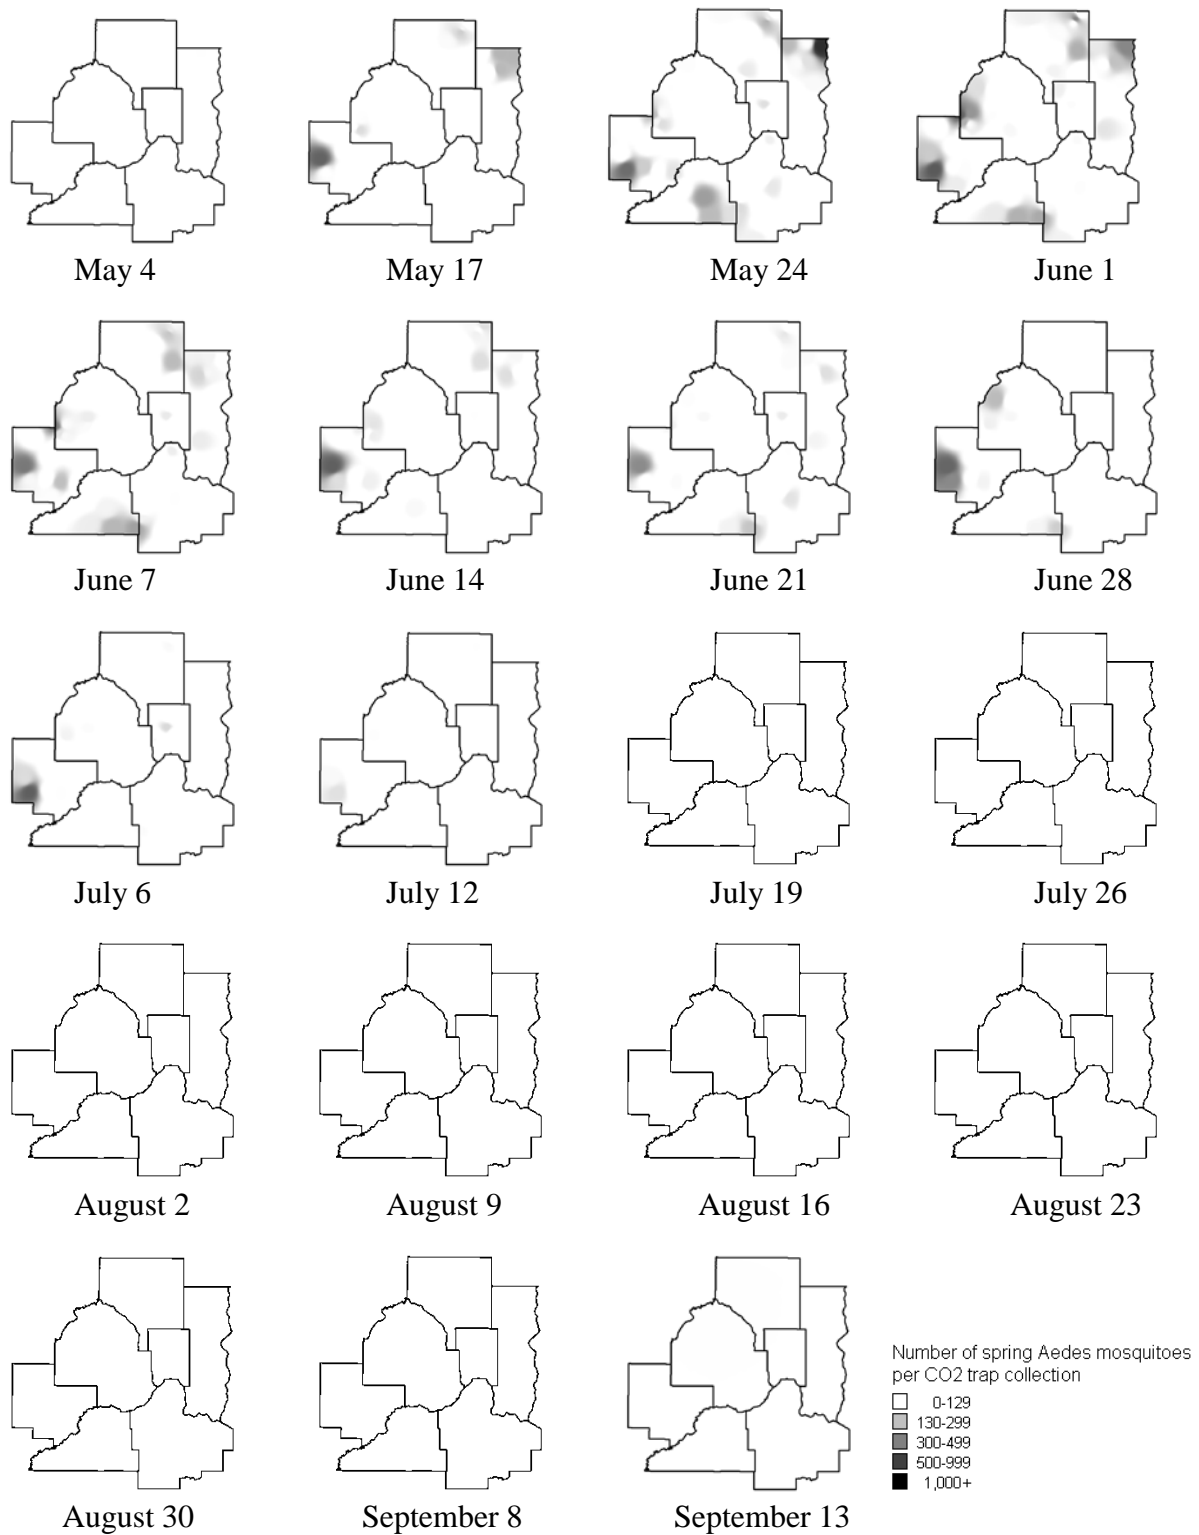 May 4
May 17
May 24
June 1
June 7
June 14
June 21
June 28
July 6
July 12
July 19
July 26
August 2
August 9
August 16
August 23
August 30
September 8
September 13
Number of spring Aedes mosquitoes
per CO2 trap collection
0-129
130-299
300-499
500-999
1,000+